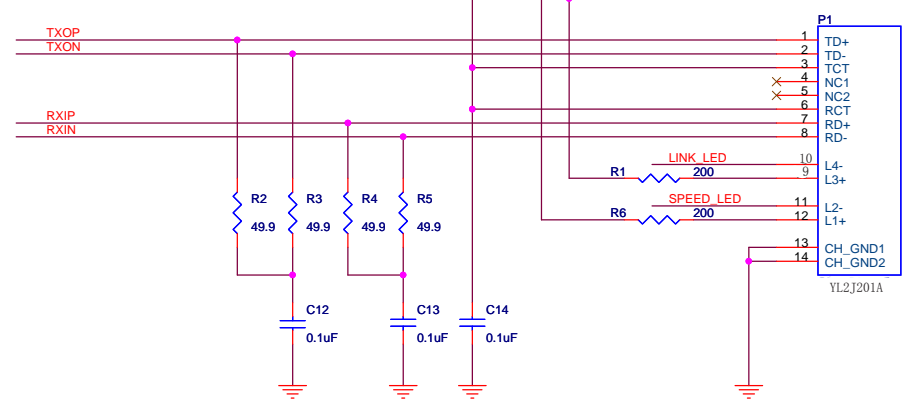 P1
TXOP
1
TD+
TXON
2
TD-
3
TCT
4
NC1
5
NC2
6
RCT
RXIP
7
RD+
RXIN
8
RD-
LINK_LED
10
L4-
R1
200
9
L3+
SPEED_LED
11
L2-
R6
200
12
L1+
R2
R3
R4
R5
49.9
49.9
49.9
49.9
13
CH_GND1
14
CH_GND2
YL2J201A
C12
C13
C14
0.1uF
0.1uF
0.1uF